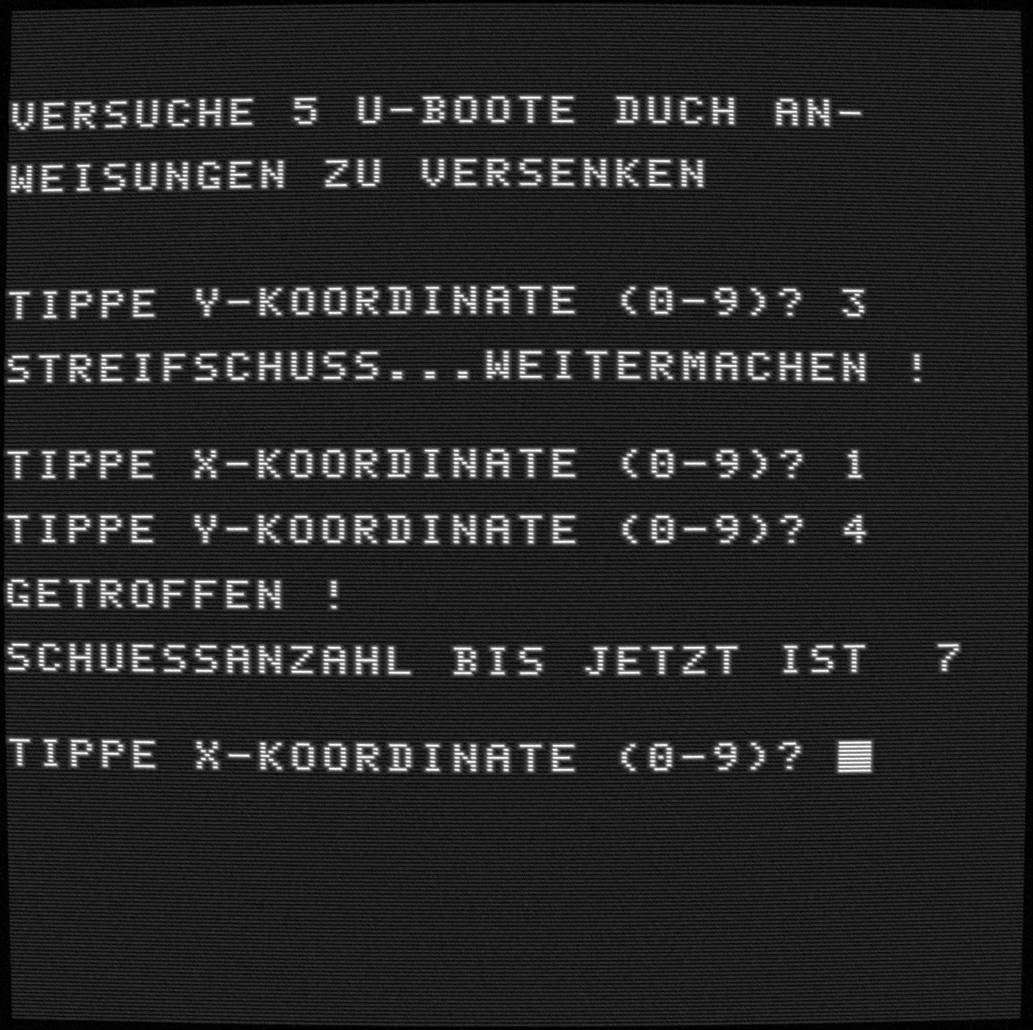 VERSUCHE 5 U-BOOTE DUCH AN-
WEISUNGEN ZU VERSENKEN
TIPPE Y-KOORDINATE (0-9)? 3
STREIFSCHUSS...WEITERMACHEN !
TIPPE X-KOORDINATE (0-9)? 1
TIPPE Y-KOORDINATE (0-9)? 4
GETROFFEN !
SCHUESSANZAHL BIS JETZT IST 7
TIPPE X-KOORDINATE (0-9)?